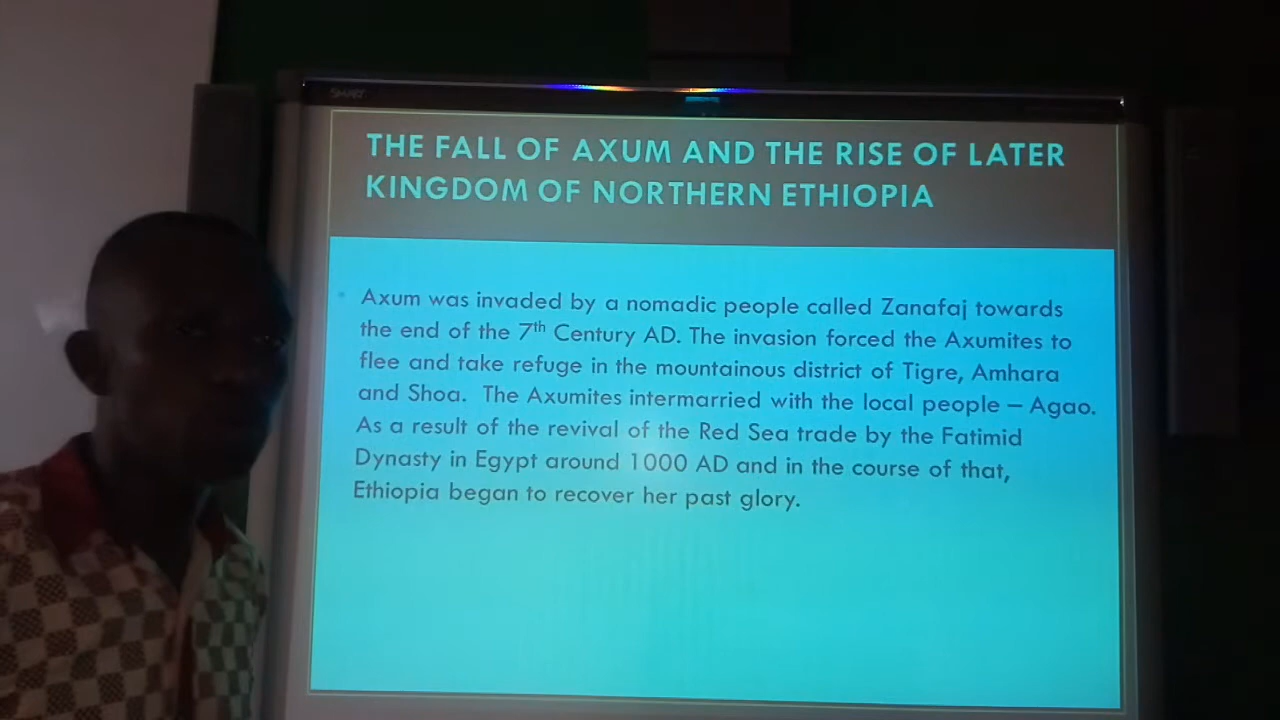 SMART
THE FALL OF AXUM AND THE RISE OF LATER
KINGDOM OF NORTHERN ETHIOPIA
Axum was invaded by a nomadic people called Zanafaj towards
the end of the 7th Century AD. The invasion forced the Axumites to
flee and take refuge in the mountainous district of Tigre, Amhara
and Shoa. The Axumites intermarried with the local people – Agao.
As a result of the revival of the Red Sea trade by the Fatimid
Dynasty in Egypt around 1000 AD and in the course of that,
Ethiopia began to recover her past glory.